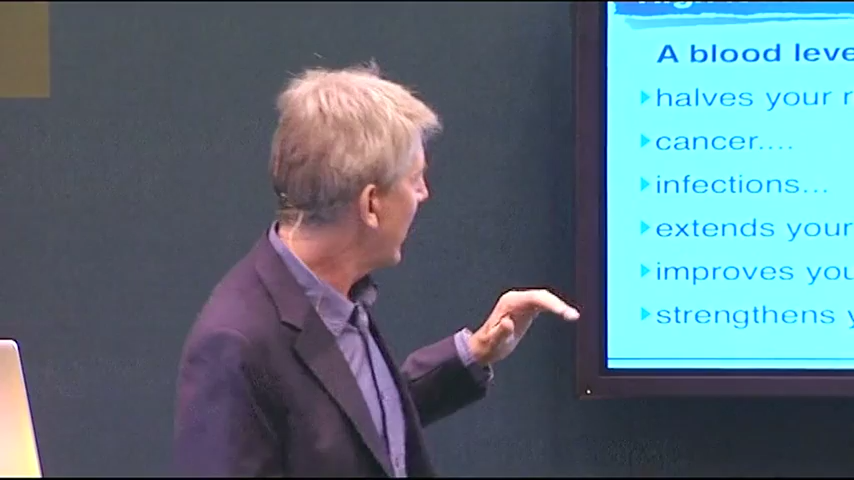 A blood leve
halves your r
cancer....
infections...
extends your
improves you
strengthens y